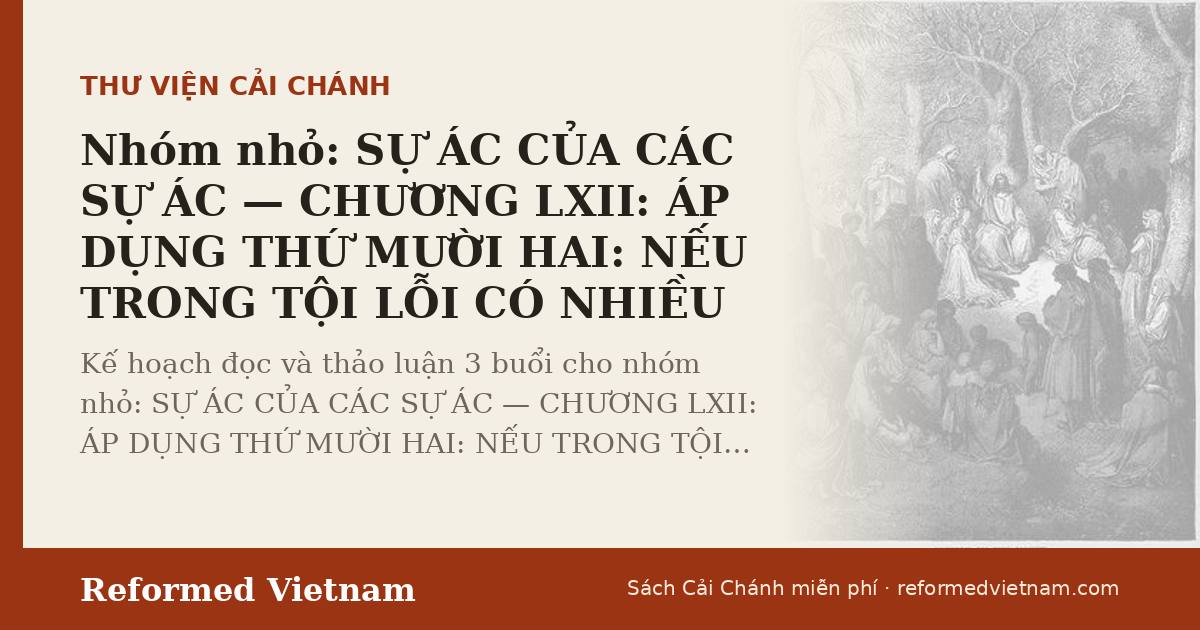 THƯ VIỆN CẢI CHÁNH
Nhóm nhỏ: SỰ ÁC CỦA CÁC
SỰ ÁC — CHƯƠNG LXII: ÁP
DỤNG THỨ MƯỜI HAI: NẾU
TRONG TỘI LỖI CÓ NHIỀU
Kế hoạch đọc và thảo luận 3 buổi cho nhóm
nhỏ: SỰ ÁC CỦA CÁC SỰ ÁC — CHƯƠNG LXII:
ÁP DỤNG THỨ MƯỜI HAI: NẾU TRONG TỘI...
Reformed Vietnam
Sách Cải Chánh miễn phí · reformedvietnam.com